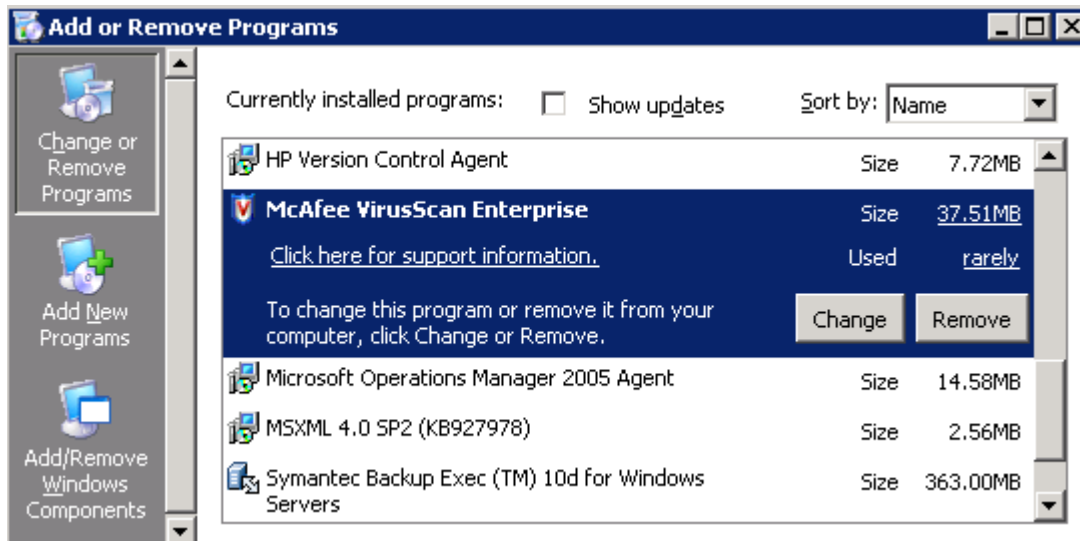 Add or Remove Programs
Change or
Remove
Programs
Add New
Programs
Add/Remove
Windows
Components
Currently installed programs: Show updates Sort by: Name
HP Version Control Agent Size 7.72MB
McAfee VirusScan Enterprise Size 37.51MB
Click here for support information. Used rarely
To change this program or remove it from your
computer, click Change or Remove.
Change Remove
Microsoft Operations Manager 2005 Agent Size 14.58MB
MSXML 4.0 SP2 (KB927978) Size 2.56MB
Symantec Backup Exec (TM) 10d for Windows
Servers
Size 363.00MB